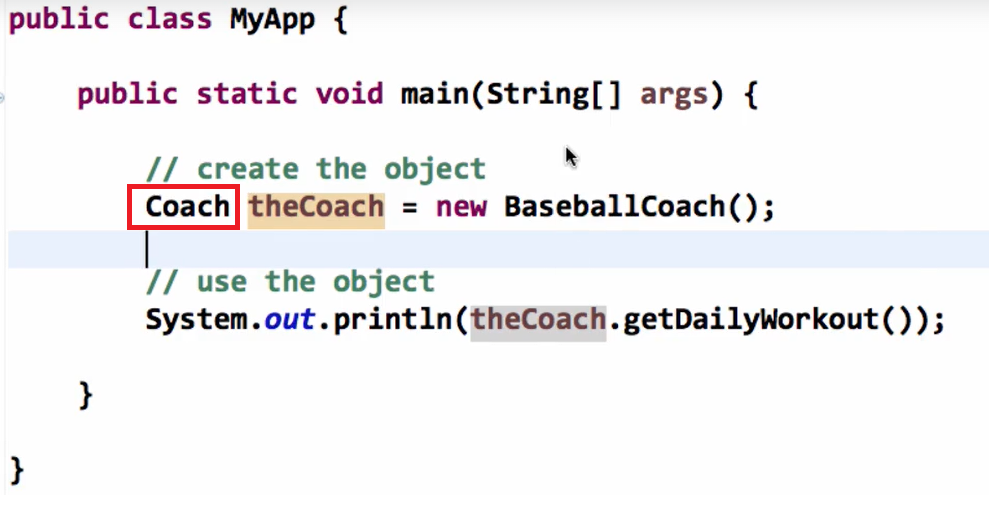 public class MyApp {
public static void main(String[] args) {
// create the object
Coach theCoach = new BaseballCoach();
// use the object
System.out.println(theCoach.getDailyWorkout());
}
}